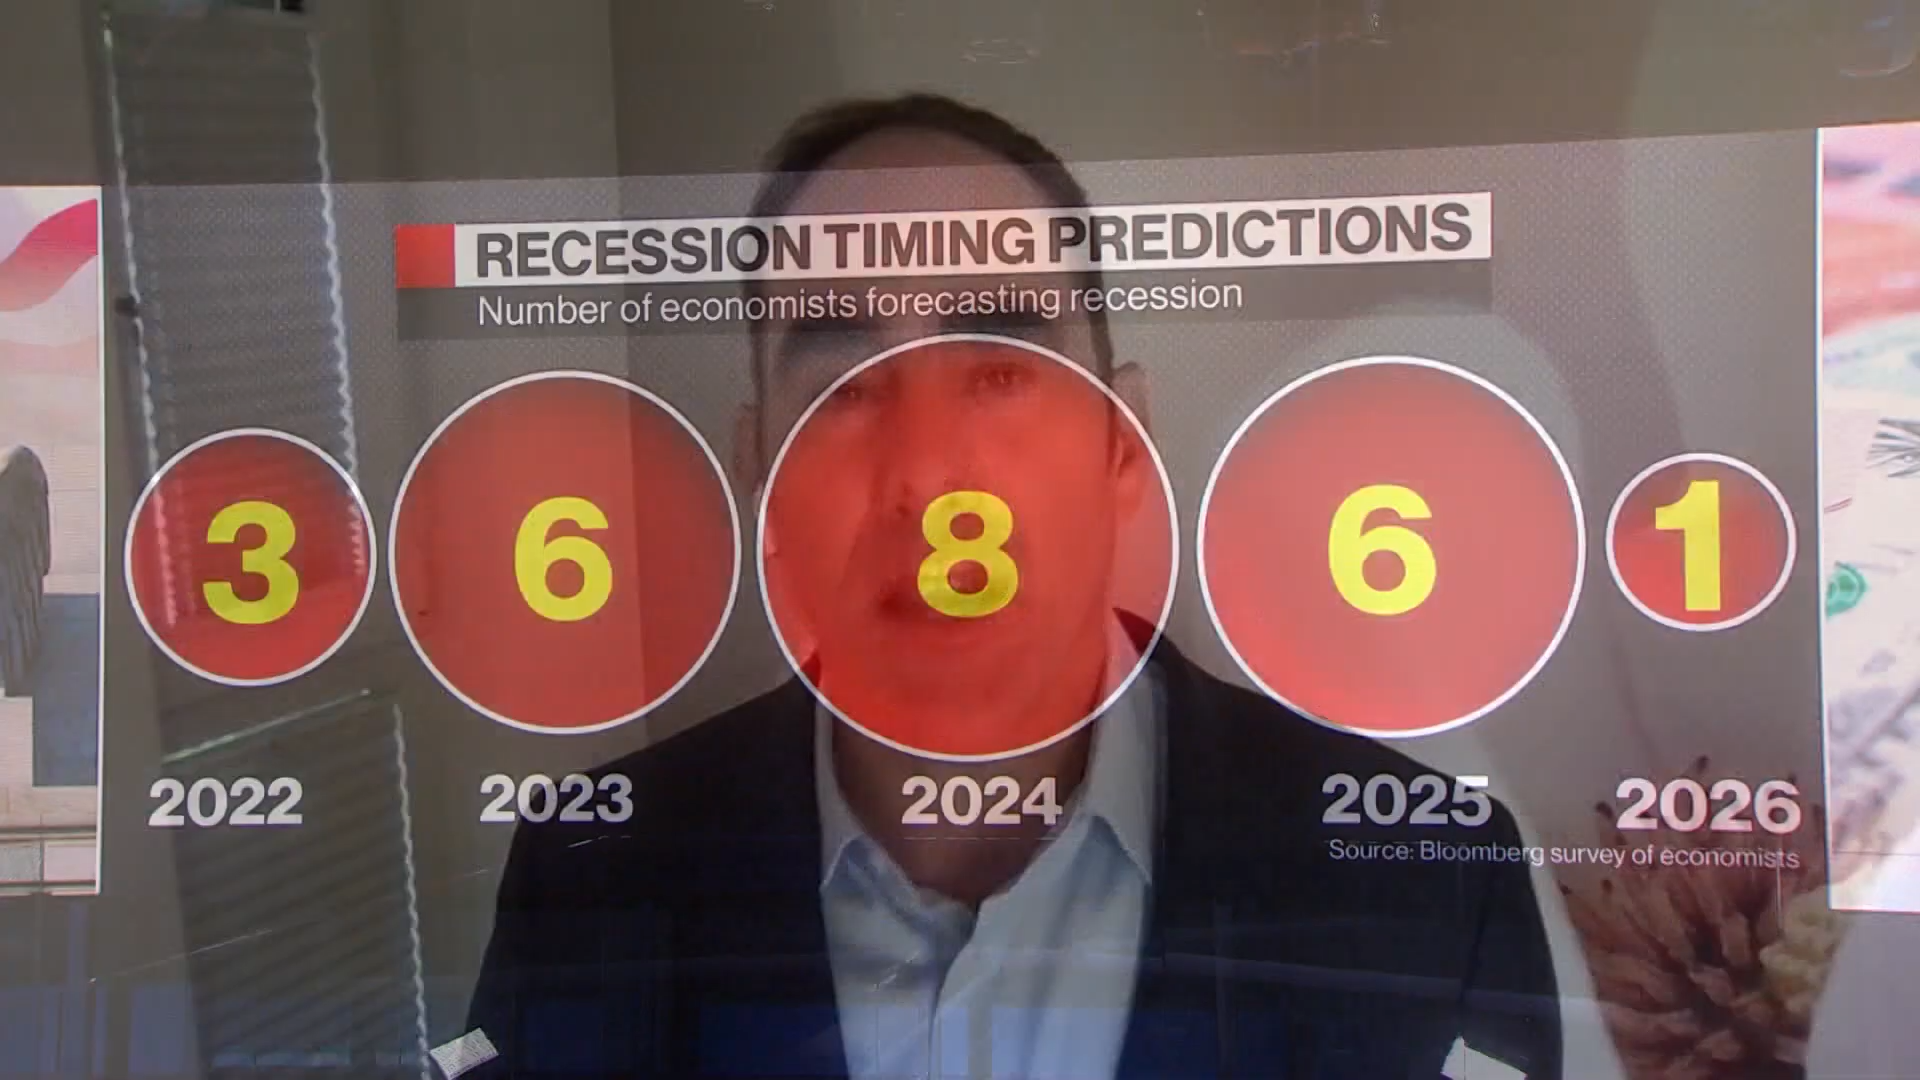 RECESSION TIMING PREDICTIONS
Number of economists forecasting recession
3 6 8 6 1
2022 2023 2024 2025 2026
Source: Bloomberg survey of economists